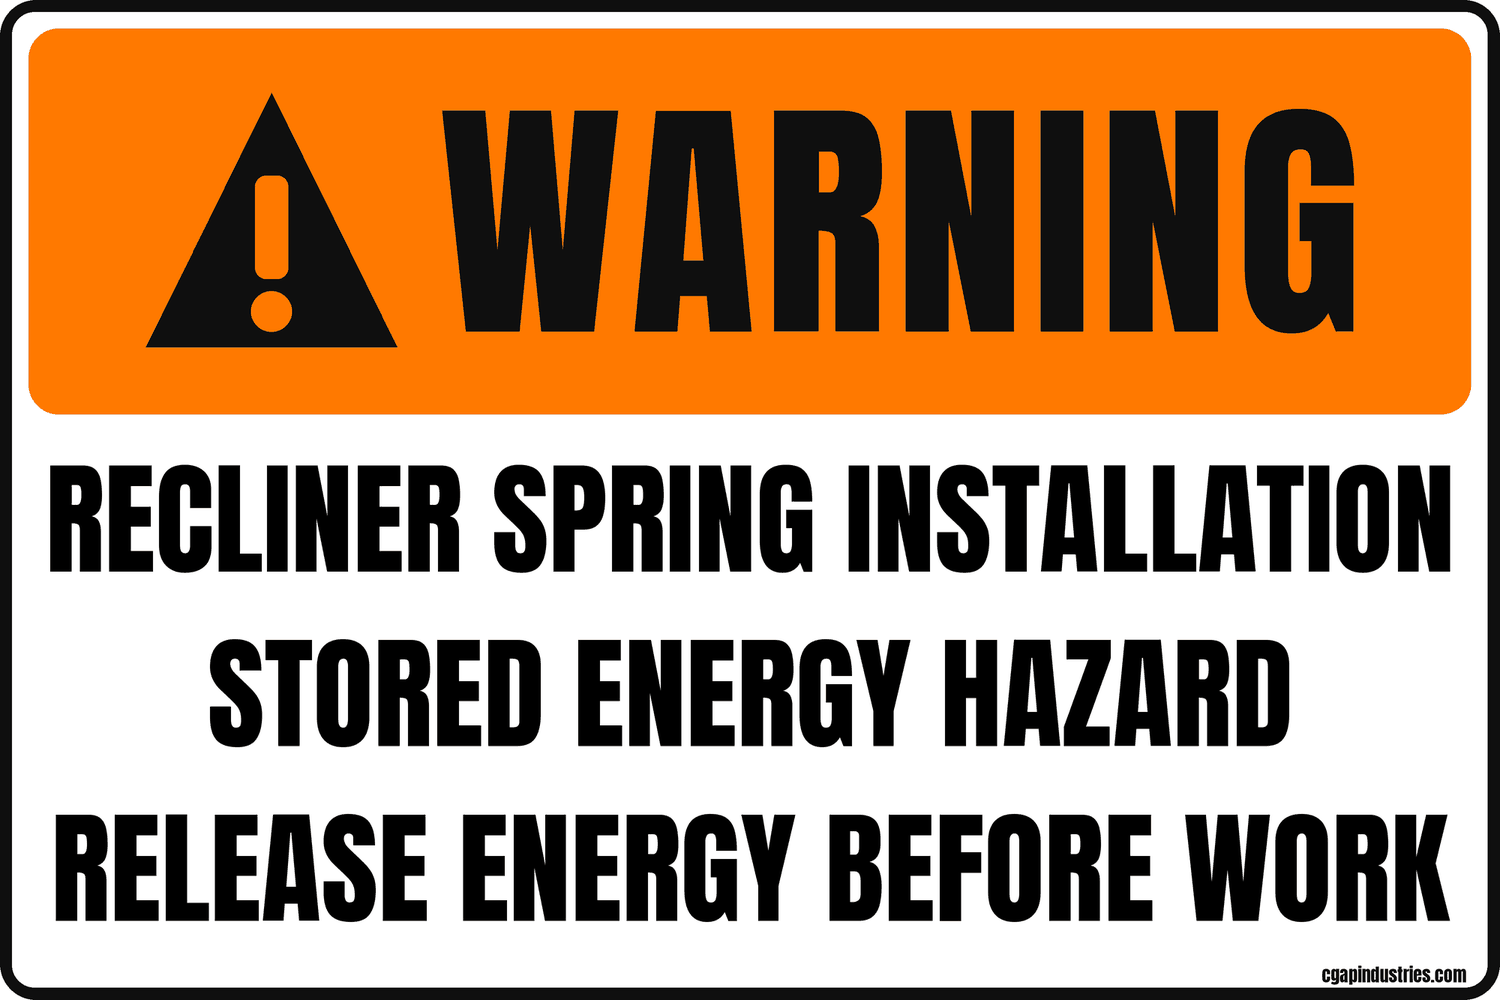 WARNING
RECLINER SPRING INSTALLATION
STORED ENERGY HAZARD
RELEASE ENERGY BEFORE WORK
cgapindustries.com